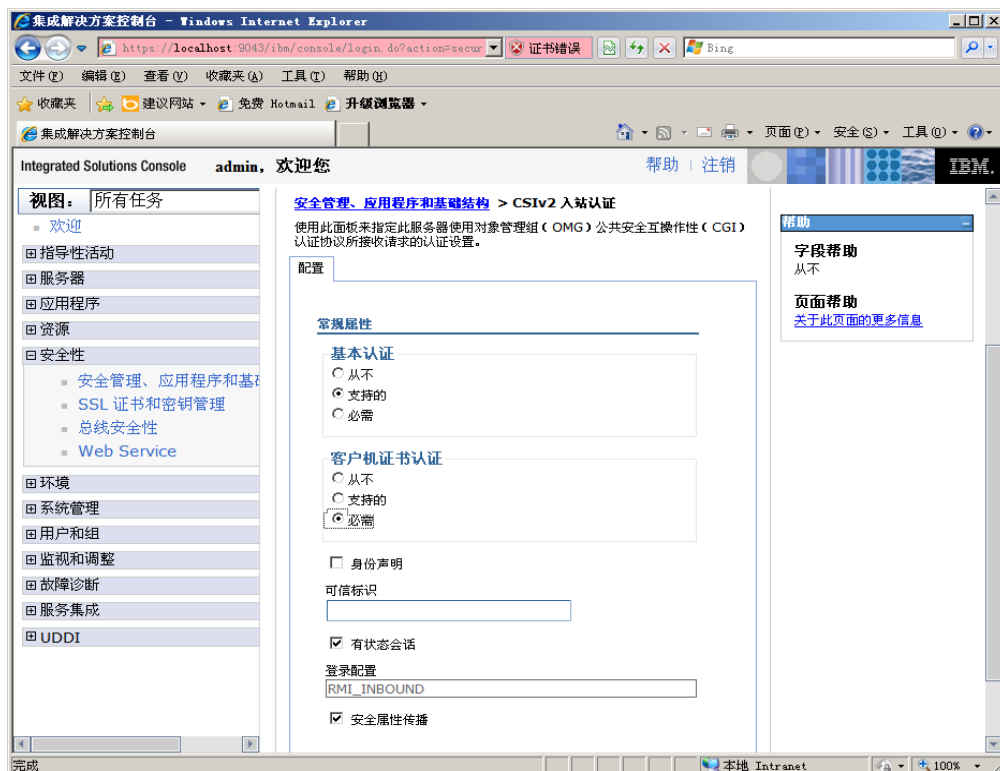 集成解决方案控制台 - Windows Internet Explorer
https://localhost:9043/ibm/console/login.do?action=secur
证书错误
Bing
文件(F) 编辑(E) 查看(V) 收藏夹(A) 工具(T) 帮助(H)
收藏夹 建议网站 免费 Hotmail 升级浏览器
集成解决方案控制台
页面(P) 安全(S) 工具(O)
Integrated Solutions Console admin，欢迎您
帮助 | 注销
IBM.
视图： 所有任务
欢迎
指导性活动
服务器
应用程序
资源
安全性
安全管理、应用程序和基
SSL 证书和密钥管理
总线安全性
Web Service
环境
系统管理
用户和组
监视和调整
故障诊断
服务集成
UDDI
安全管理、应用程序和基础结构 > CSIv2 入站认证
使用此面板来指定此服务器使用对象管理组（OMG）公共安全互操作性（CGI）
认证协议所接收请求的认证设置。
配置
常规属性
基本认证
从不
支持的
必需
客户机证书认证
从不
支持的
必需
身份声明
可信标识
有状态会话
登录配置
RMI_INBOUND
安全属性传播
帮助
字段帮助
从不
页面帮助
关于此页面的更多信息
完成
本地 Intranet
100%